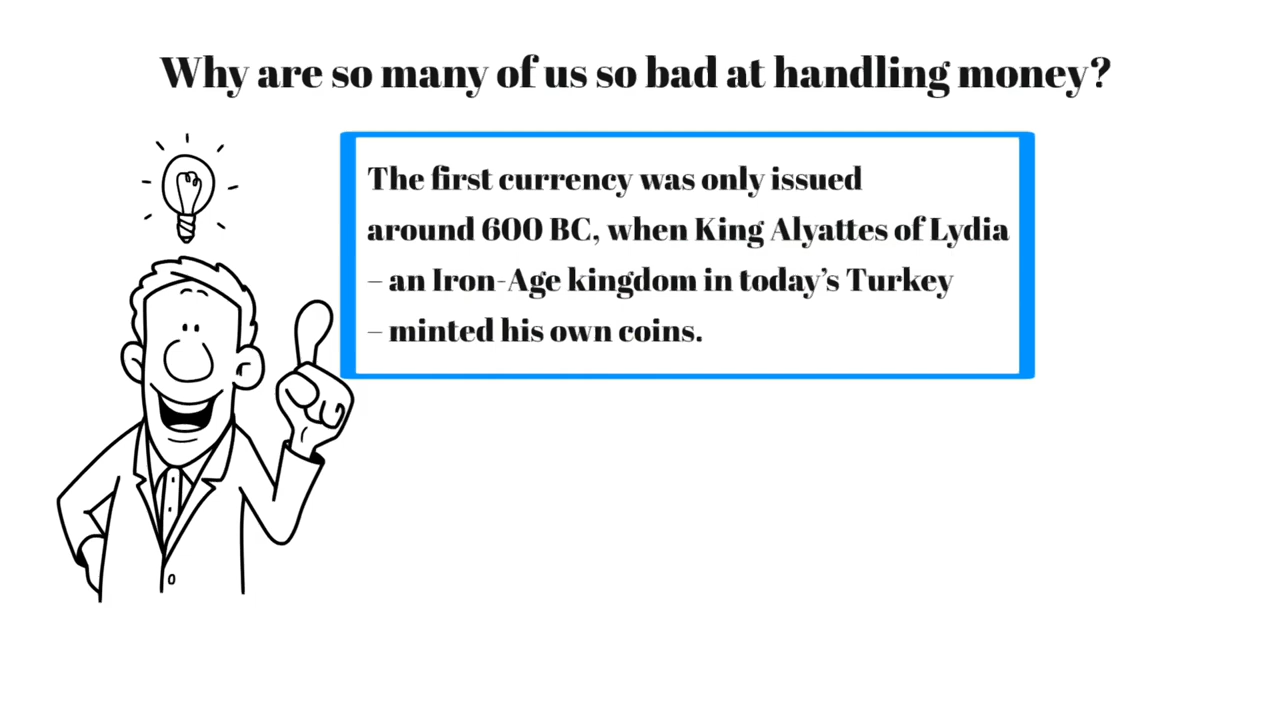 Why are so many of us so bad at handling money?
The first currency was only issued
around 600 BC, when King Alyattes of Lydia
– an Iron-Age kingdom in today’s Turkey
– minted his own coins.